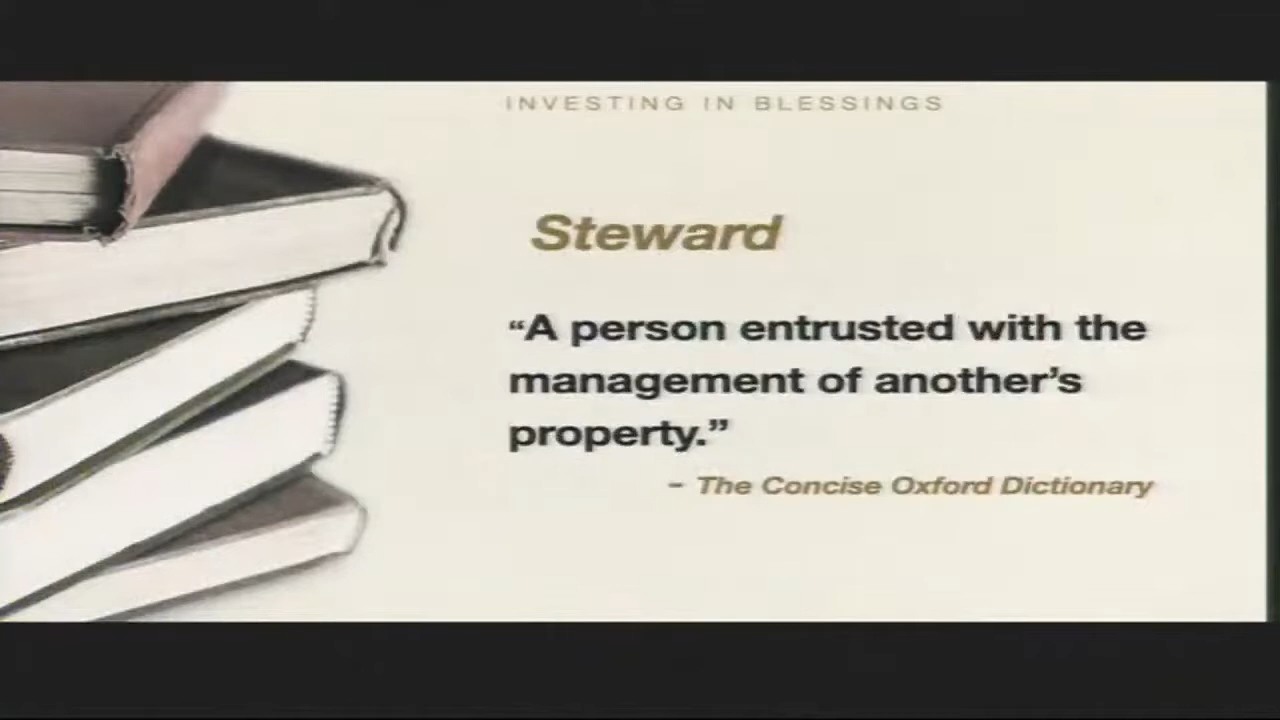 INVESTING IN BLESSINGS
Steward
“A person entrusted with the
management of another’s
property.”
– The Concise Oxford Dictionary